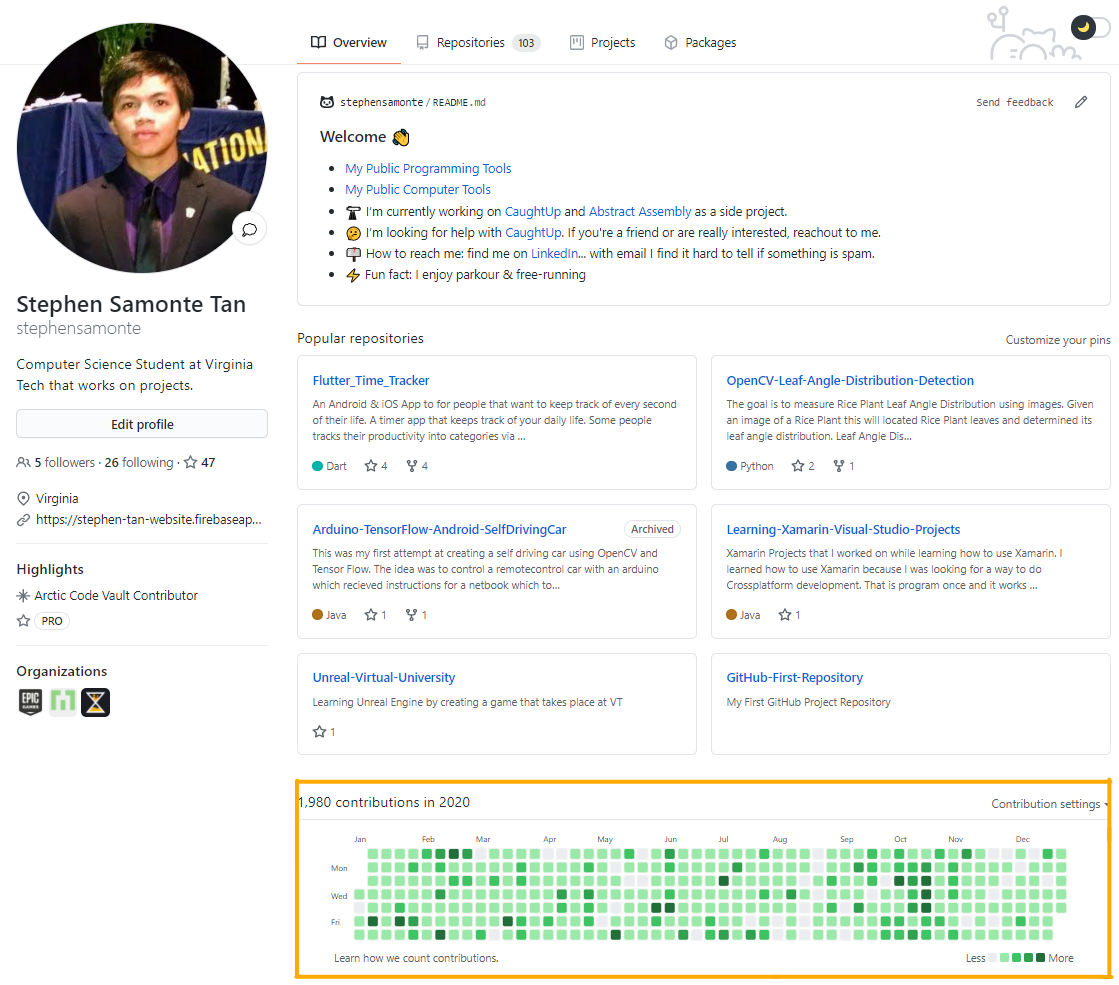 Overview
Repositories 103
Projects
Packages
stephensamonte/README.md
Send feedback
Welcome 👋
My Public Programming Tools
My Public Computer Tools
I'm currently working on CaughtUp and Abstract Assembly as a side project.
I'm looking for help with CaughtUp. If you're a friend or are really interested, reachout to me.
How to reach me: find me on LinkedIn... with email I find it hard to tell if something is spam.
⚡ Fun fact: I enjoy parkour & free-running
NATIONA
Stephen Samonte Tan
stephensamonte
Computer Science Student at Virginia
Tech that works on projects.
Edit profile
5 followers · 26 following · 47
Virginia
https://stephen-tan-website.firebaseap...
Highlights
Arctic Code Vault Contributor
PRO
Organizations
EPIC
GAMES
Popular repositories
Customize your pins
Flutter_Time_Tracker
An Android & iOS App to for people that want to keep track of every second
of their life. A timer app that keeps track of your daily life. Some people
tracks their productivity into categories via ...
Dart 4 4
OpenCV-Leaf-Angle-Distribution-Detection
The goal is to measure Rice Plant Leaf Angle Distribution using images. Given
an image of a Rice Plant this will located Rice Plant leaves and determined its
leaf angle distribution. Leaf Angle Dis...
Python 2 1
Arduino-TensorFlow-Android-SelfDrivingCar
Archived
This was my first attempt at creating a self driving car using OpenCV and
Tensor Flow. The idea was to control a remotecontrol car with an arduino
which recieved instructions for a netbook which to...
Java 1 1
Learning-Xamarin-Visual-Studio-Projects
Xamarin Projects that I worked on while learning how to use Xamarin. I
learned how to use Xamarin because I was looking for a way to do
Crossplatform development. That is program once and it works ...
Java 1
Unreal-Virtual-University
Learning Unreal Engine by creating a game that takes place at VT
1
GitHub-First-Repository
My First GitHub Project Repository
1,980 contributions in 2020
Contribution settings
Jan Feb Mar Apr May Jun Jul Aug Sep Oct Nov Dec
Mon
Wed
Fri
Learn how we count contributions.
Less More